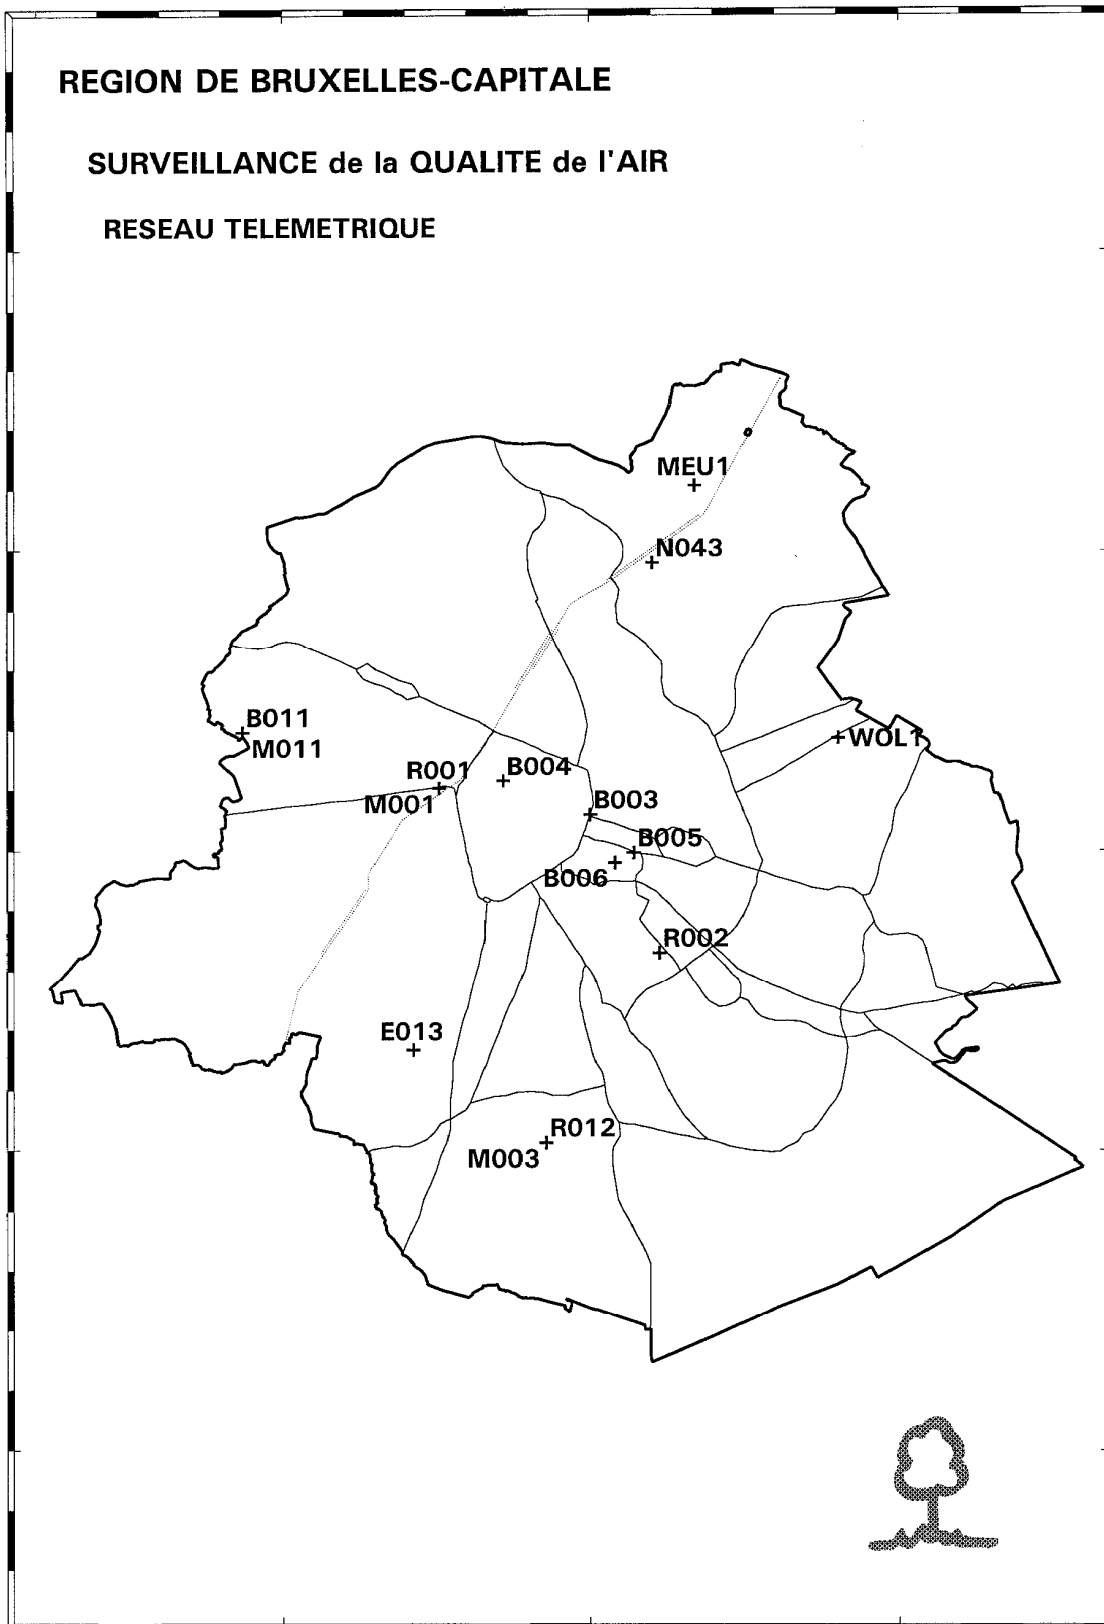 REGION DE BRUXELLES-CAPITALE
SURVEILLANCE de la QUALITE de l'AIR
RESEAU TELEMETRIQUE
MEU1
N043
B011
M011
WOL1
R001
B004
M001
B003
B005
B006
R002
E013
R012
M003